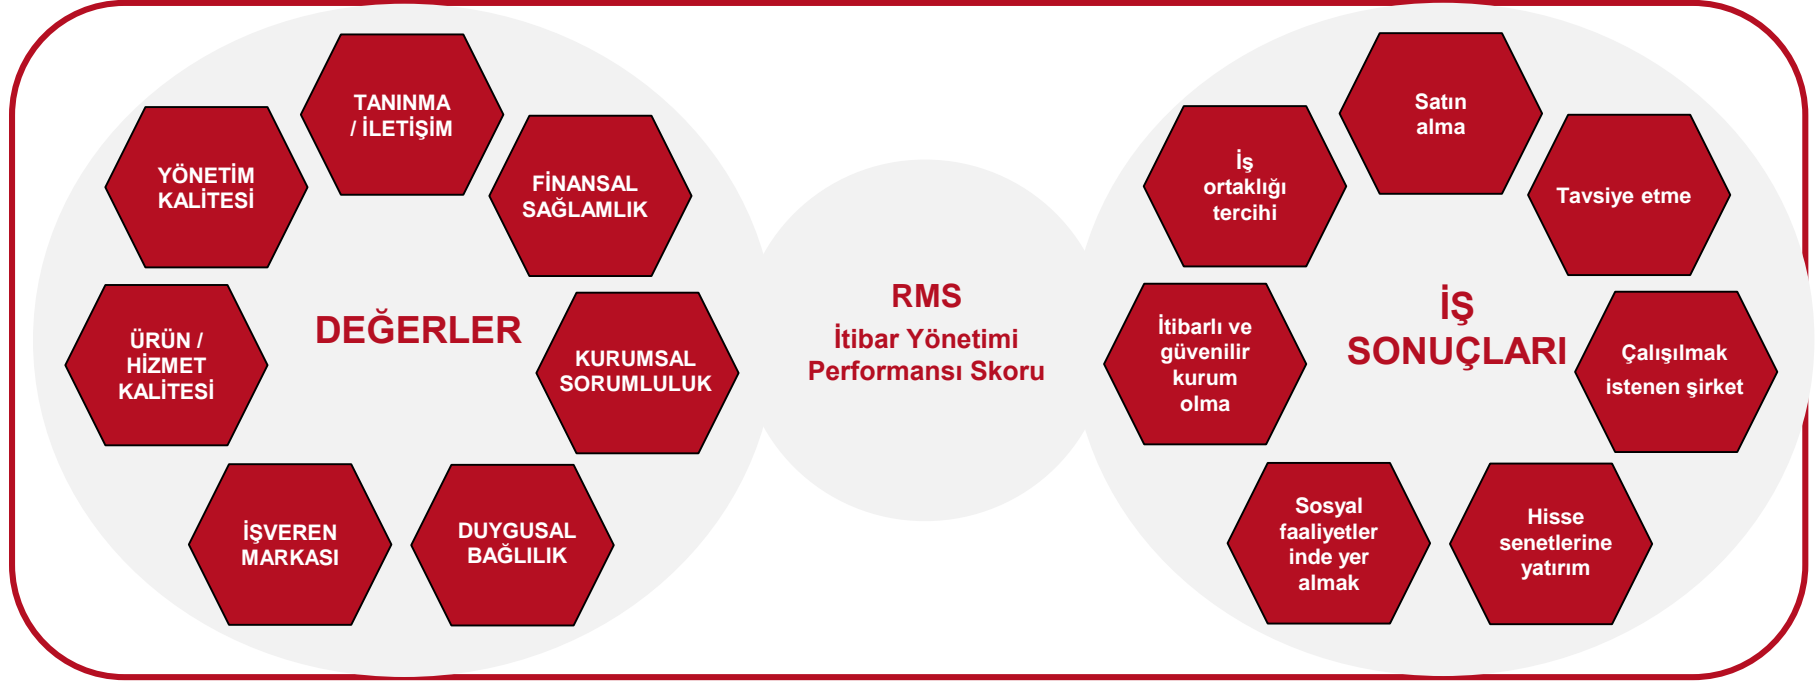 TANINMA
/ İLETİŞİM
YÖNETİM
KALİTESİ
FİNANSAL
SAĞLAMLIK
DEĞERLER
ÜRÜN /
HİZMET
KALİTESİ
KURUMSAL
SORUMLULUK
İŞVEREN
MARKASI
DUYGUSAL
BAĞLILIK
RMS
İtibar Yönetimi
Performansı Skoru
Satın
alma
İş
ortaklığı
tercihi
Tavsiye etme
İŞ
SONUÇLARI
İtibarlı ve
güvenilir
kurum
olma
Çalışılmak
istenen şirket
Sosyal
faaliyetler
inde yer
almak
Hisse
senetlerine
yatırım